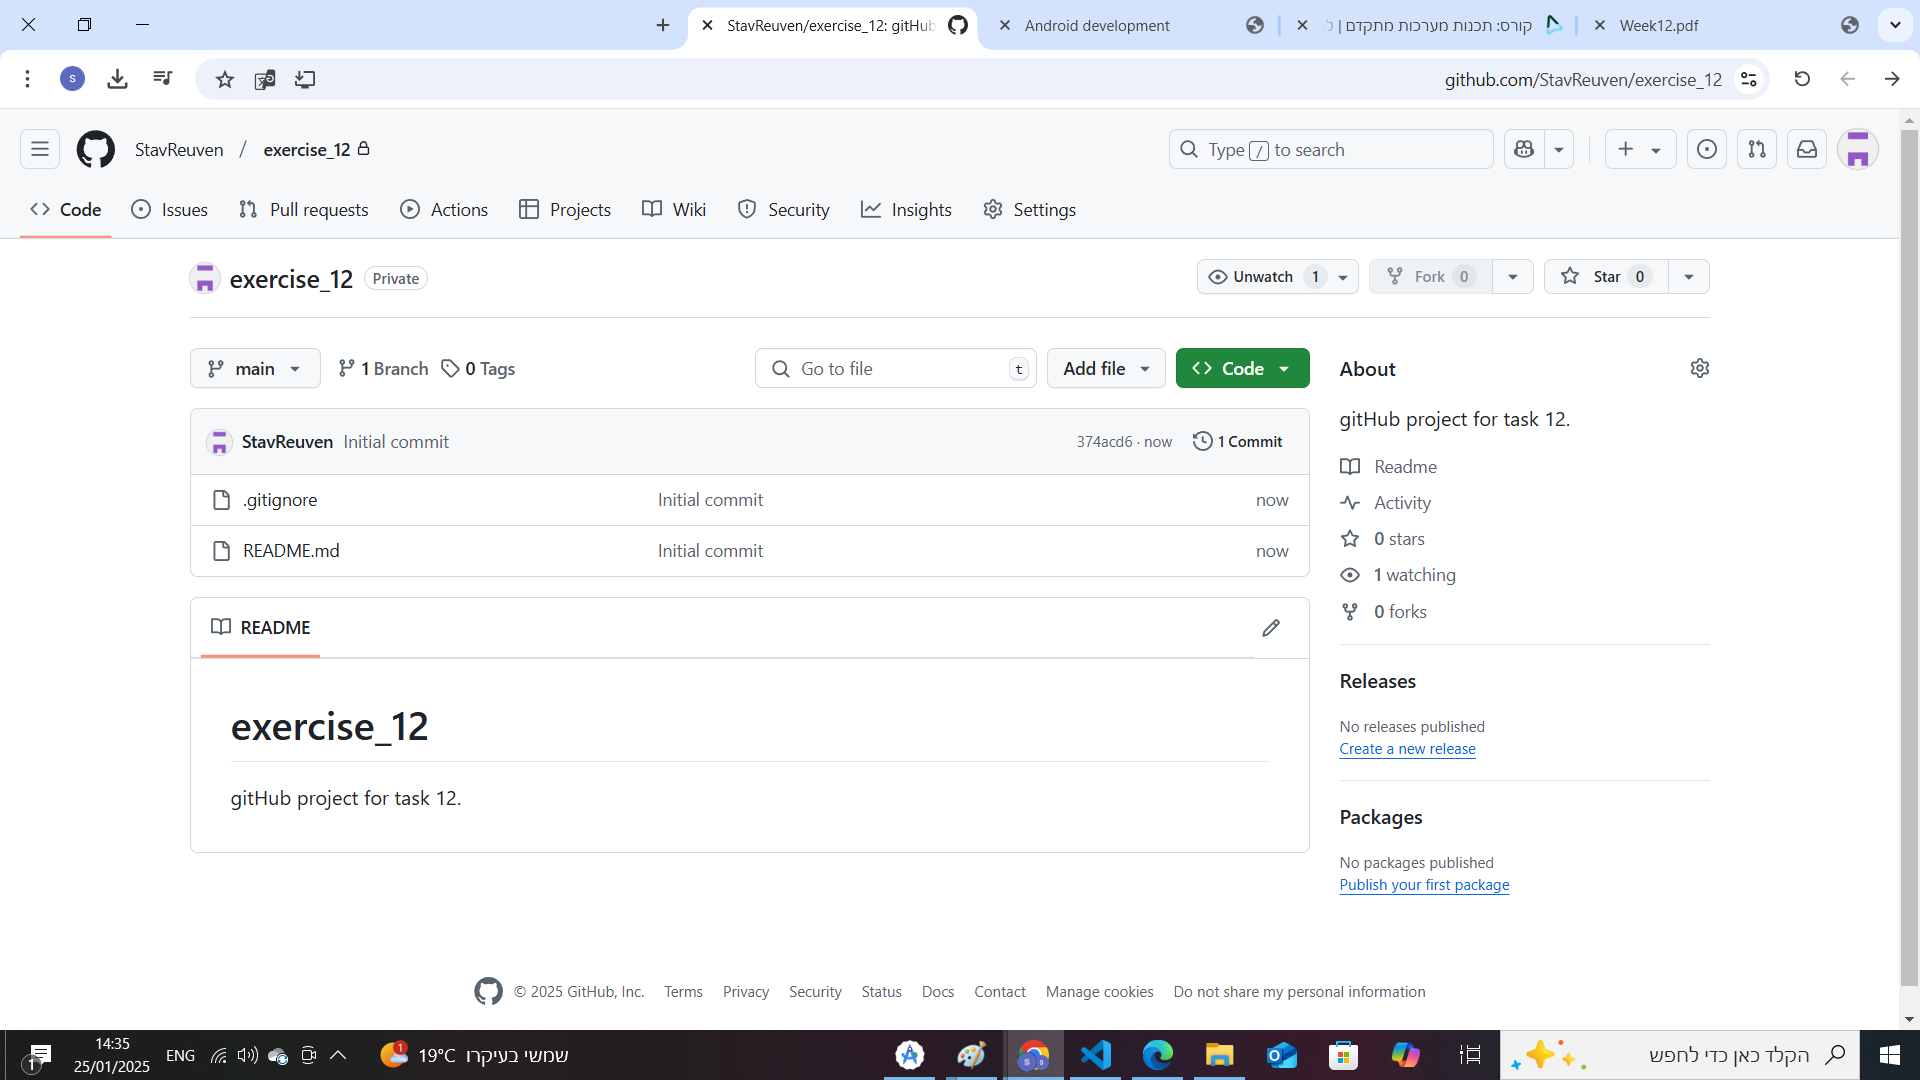 StavReuven/exercise_12: gitHub
Android development
קורס: תכנות מערכות מתקדם | ל
Week12.pdf
S
github.com/StavReuven/exercise_12
StavReuven / exercise_12
Type / to search
Code
Issues
Pull requests
Actions
Projects
Wiki
Security
Insights
Settings
exercise_12 Private
Unwatch 1
Fork 0
Star 0
main
1 Branch
0 Tags
Go to file t
Add file
Code
StavReuven Initial commit 374acd6 · now 1 Commit
.gitignore Initial commit now
README.md Initial commit now
README
exercise_12
gitHub project for task 12.
About
gitHub project for task 12.
Readme
Activity
0 stars
1 watching
0 forks
Releases
No releases published
Create a new release
Packages
No packages published
Publish your first package
© 2025 GitHub, Inc. Terms Privacy Security Status Docs Contact Manage cookies Do not share my personal information
1
14:35
25/01/2025
ENG
1
19°C שמשי בעיקרו
הקלד כאן כדי לחפש